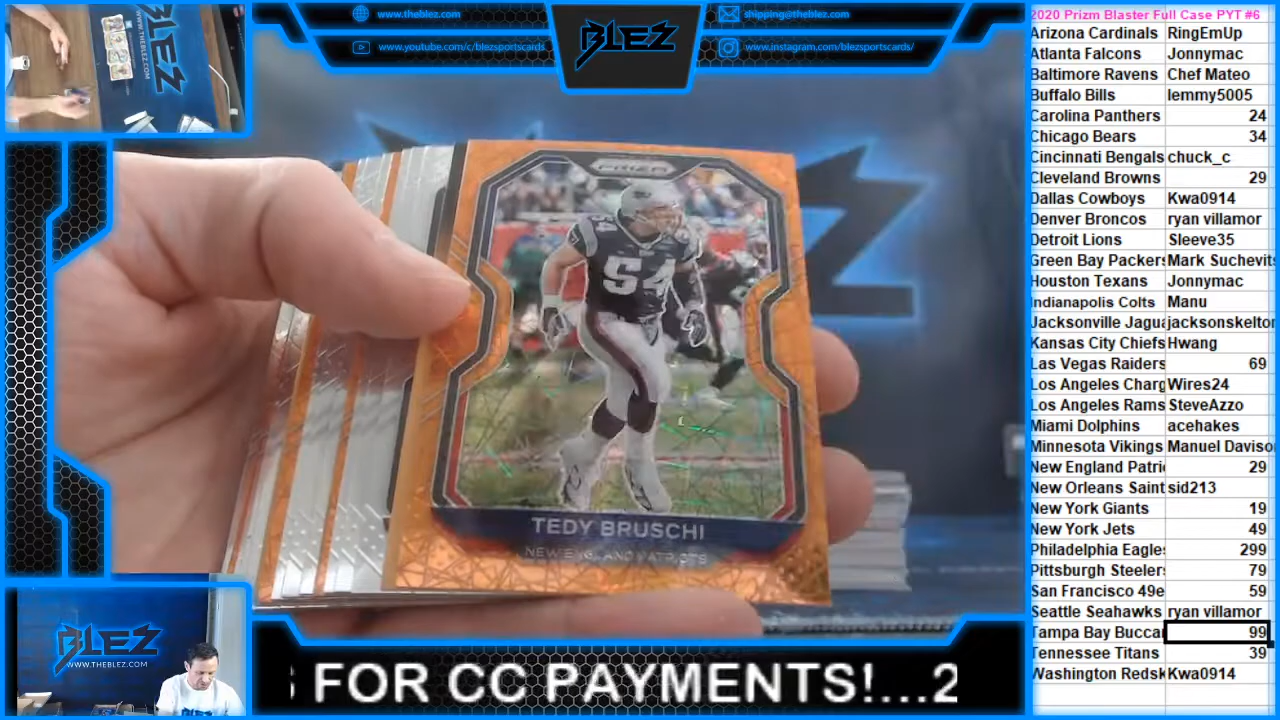 www.theblez.com
shipping@theblez.com
www.youtube.com/c/blezsportscards
BLEZ
www.instagram.com/blezsportscards/
2020 Prizm Blaster Full Case PYT #6
Arizona Cardinals RingEmUp
Atlanta Falcons Jonnymac
Baltimore Ravens Chef Mateo
Buffalo Bills lemmy5005
Carolina Panthers 24
Chicago Bears 34
Cincinnati Bengals chuck_c
Cleveland Browns 29
Dallas Cowboys Kwa0914
Denver Broncos ryan villamor
Detroit Lions Sleeve35
Green Bay Packers Mark Suchevits
Houston Texans Jonnymac
Indianapolis Colts Manu
Jacksonville Jagua jacksonskelton
Kansas City Chiefs Hwang
Las Vegas Raiders 69
Los Angeles Charg Wires24
Los Angeles Rams SteveAzzo
Miami Dolphins acehakes
Minnesota Vikings Manuel Daviso
New England Patri 29
New Orleans Saint sid213
New York Giants 19
New York Jets 49
Philadelphia Eagles 299
Pittsburgh Steelers 79
San Francisco 49e 59
Seattle Seahawks ryan villamor
Tampa Bay Buccar 99
Tennessee Titans 39
Washington Redsk Kwa0914
PRIZM
54
TEDY BRUSCHI
NEW ENGLAND PATRIOTS
BLEZ
WWW.THEBLEZ.COM
BLEZ
WWW.THEBLEZ.COM
FOR CC PAYMENTS!...2